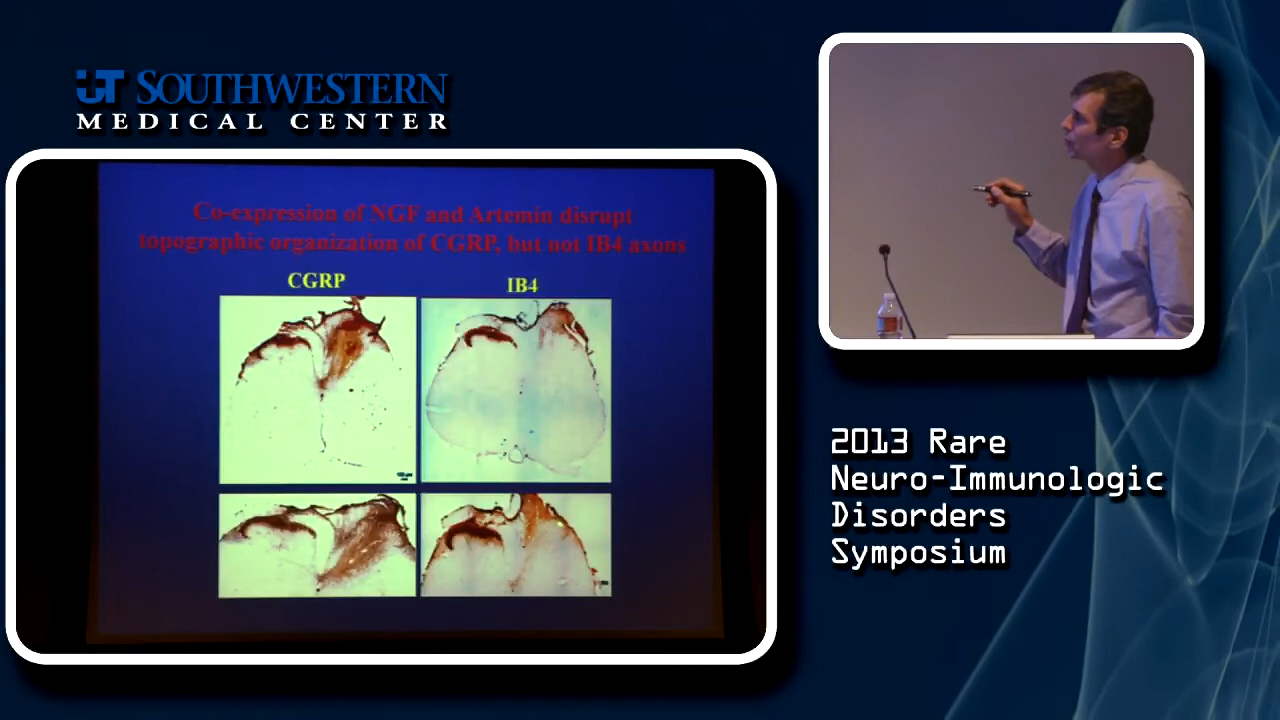 UT SOUTHWESTERN
MEDICAL CENTER
Co-expression of NGF and Artemin disrupt
topographic organization of CGRP, but not IB4 axons
CGRP
IB4
2013 Rare
Neuro-Immunologic
Disorders
Symposium